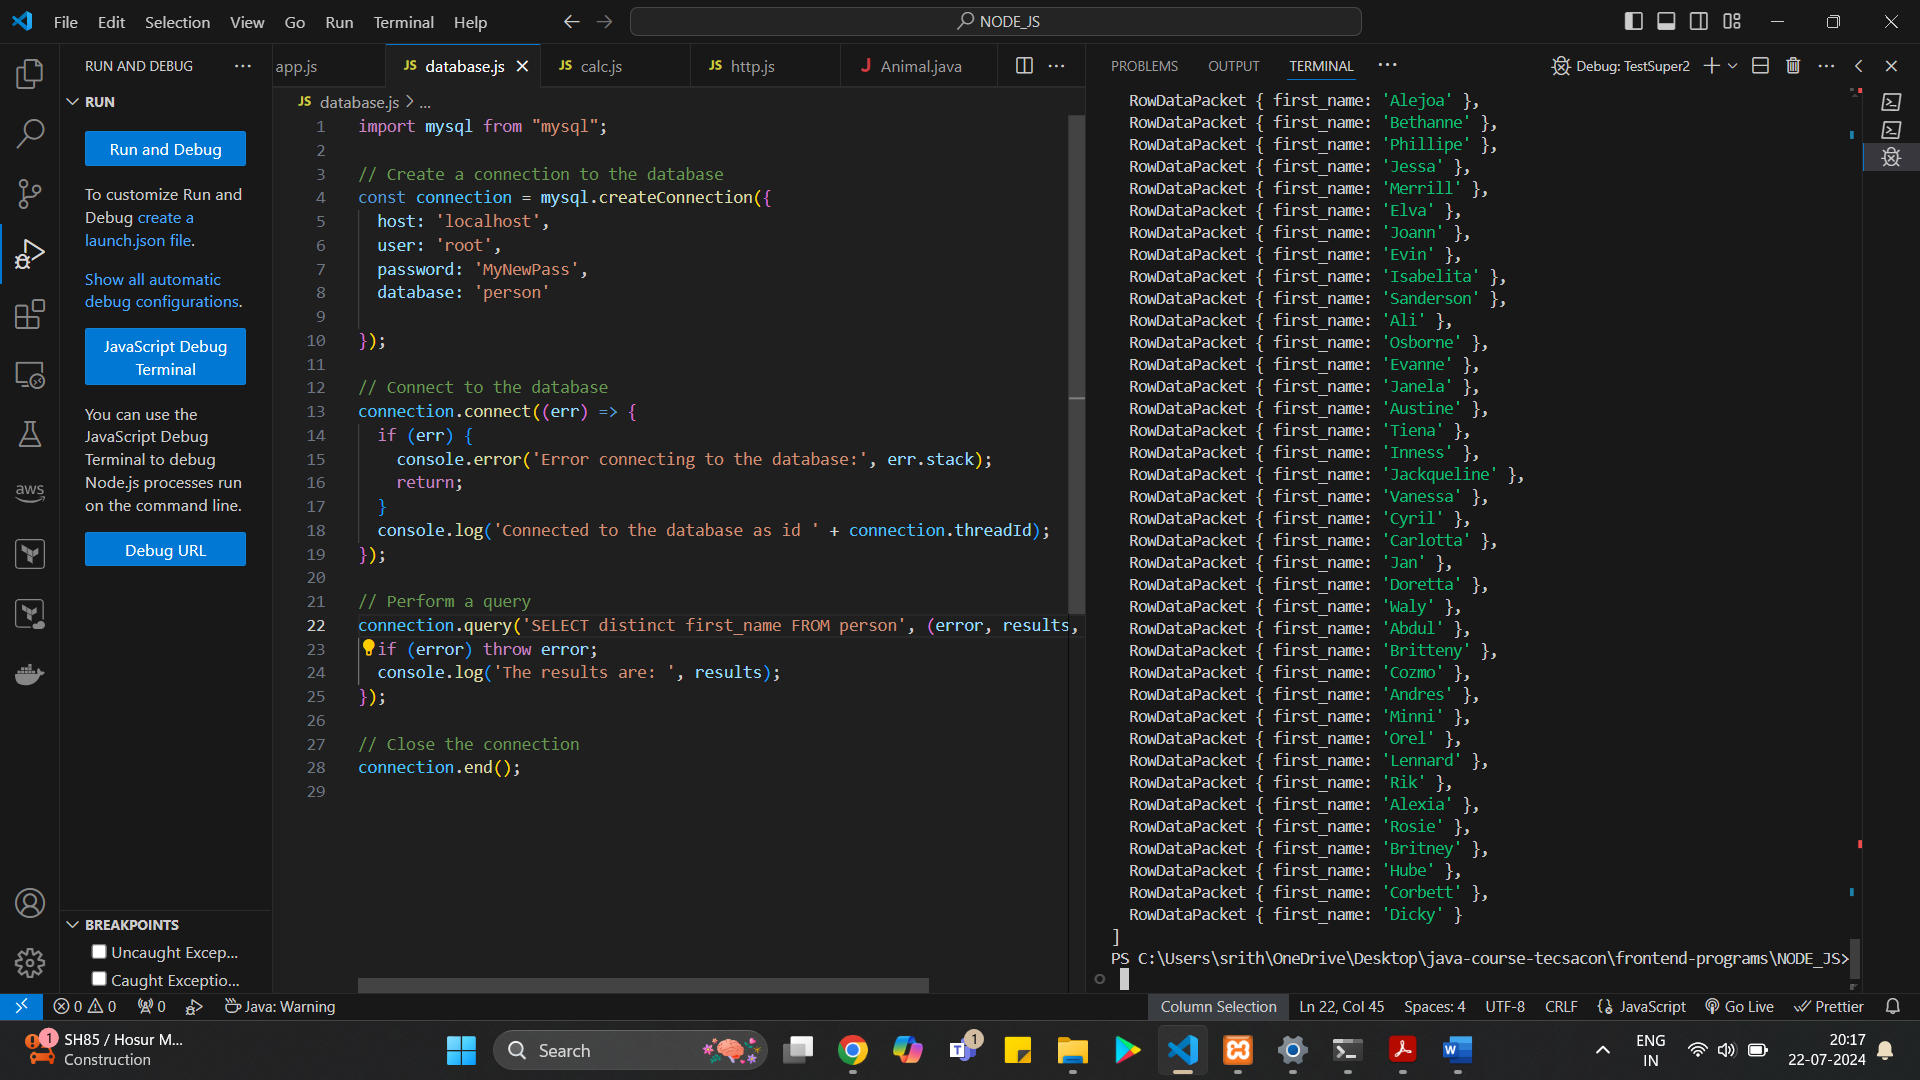 File Edit Selection View Go Run Terminal Help
NODE_JS
RUN AND DEBUG
RUN
Run and Debug
To customize Run and
Debug create a
launch.json file.
Show all automatic
debug configurations.
JavaScript Debug
Terminal
You can use the
JavaScript Debug
Terminal to debug
Node.js processes run
on the command line.
Debug URL
aws
BREAKPOINTS
Uncaught Excep...
Caught Exceptio...
app.js
JS database.js
JS calc.js
JS http.js
J Animal.java
JS database.js > ...
1 import mysql from "mysql";
2
3 // Create a connection to the database
4 const connection = mysql.createConnection({
5 host: 'localhost',
6 user: 'root',
7 password: 'MyNewPass',
8 database: 'person'
9
10 });
11
12 // Connect to the database
13 connection.connect((err) => {
14 if (err) {
15 console.error('Error connecting to the database:', err.stack);
16 return;
17 }
18 console.log('Connected to the database as id ' + connection.threadId);
19 });
20
21 // Perform a query
22 connection.query('SELECT distinct first_name FROM person', (error, results,
23 if (error) throw error;
24 console.log('The results are: ', results);
25 });
26
27 // Close the connection
28 connection.end();
29
PROBLEMS OUTPUT TERMINAL
Debug: TestSuper2
RowDataPacket { first_name: 'Alejoa' },
RowDataPacket { first_name: 'Bethanne' },
RowDataPacket { first_name: 'Phillipe' },
RowDataPacket { first_name: 'Jessa' },
RowDataPacket { first_name: 'Merrill' },
RowDataPacket { first_name: 'Elva' },
RowDataPacket { first_name: 'Joann' },
RowDataPacket { first_name: 'Evin' },
RowDataPacket { first_name: 'Isabelita' },
RowDataPacket { first_name: 'Sanderson' },
RowDataPacket { first_name: 'Ali' },
RowDataPacket { first_name: 'Osborne' },
RowDataPacket { first_name: 'Evanne' },
RowDataPacket { first_name: 'Janela' },
RowDataPacket { first_name: 'Austine' },
RowDataPacket { first_name: 'Tiena' },
RowDataPacket { first_name: 'Inness' },
RowDataPacket { first_name: 'Jackqueline' },
RowDataPacket { first_name: 'Vanessa' },
RowDataPacket { first_name: 'Cyril' },
RowDataPacket { first_name: 'Carlotta' },
RowDataPacket { first_name: 'Jan' },
RowDataPacket { first_name: 'Doretta' },
RowDataPacket { first_name: 'Waly' },
RowDataPacket { first_name: 'Abdul' },
RowDataPacket { first_name: 'Britteny' },
RowDataPacket { first_name: 'Cozmo' },
RowDataPacket { first_name: 'Andres' },
RowDataPacket { first_name: 'Minni' },
RowDataPacket { first_name: 'Orel' },
RowDataPacket { first_name: 'Lennard' },
RowDataPacket { first_name: 'Rik' },
RowDataPacket { first_name: 'Alexia' },
RowDataPacket { first_name: 'Rosie' },
RowDataPacket { first_name: 'Britney' },
RowDataPacket { first_name: 'Hube' },
RowDataPacket { first_name: 'Corbett' },
RowDataPacket { first_name: 'Dicky' }
]
PS C:\Users\srith\OneDrive\Desktop\java-course-tecsacon\frontend-programs\NODE_JS>
0 0 0 Java: Warning
Column Selection Ln 22, Col 45 Spaces: 4 UTF-8 CRLF {} JavaScript Go Live Prettier
1
SH85 / Hosur M...
Construction
Search
1
ENG
IN
20:17
22-07-2024